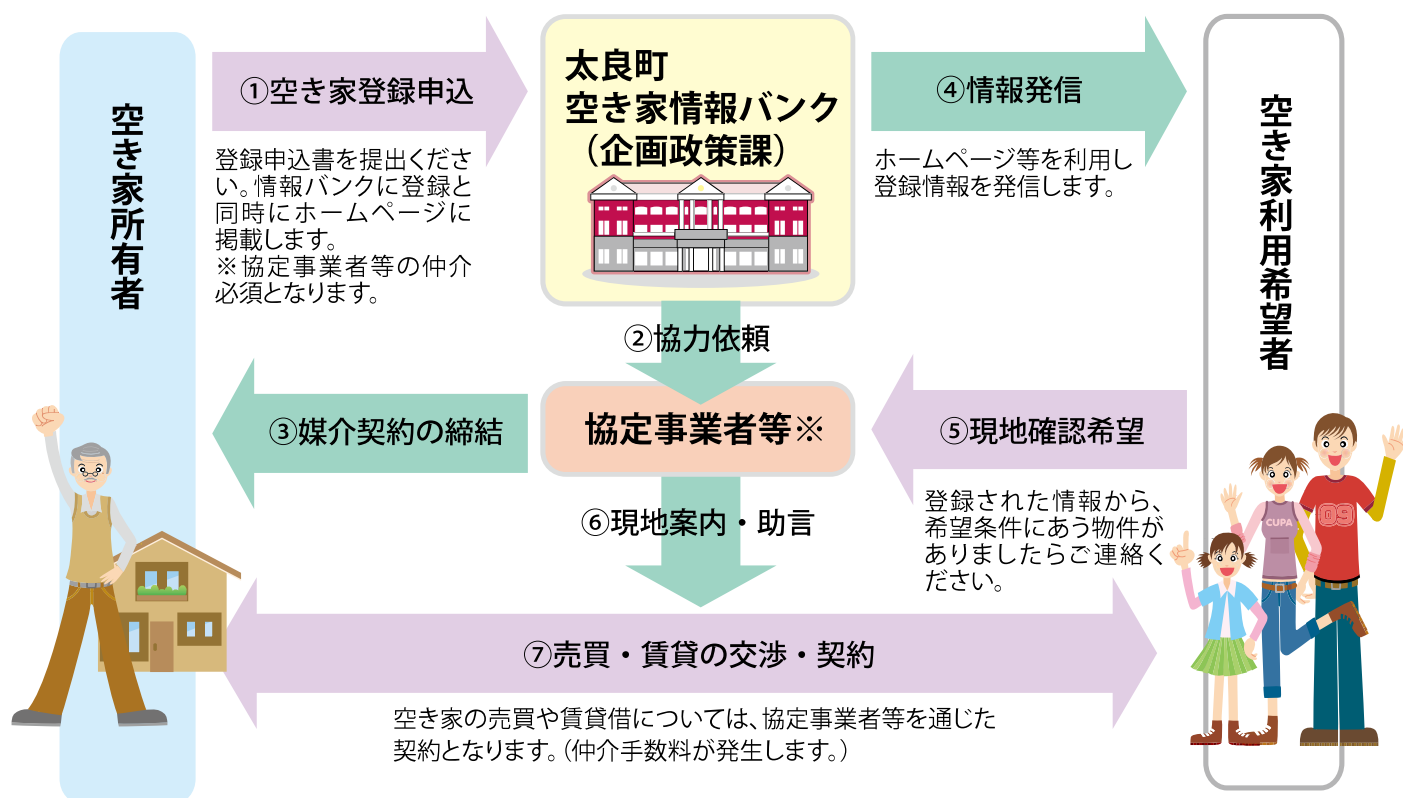 空き家所有者
①空き家登録申込
登録申込書を提出くださ
い。情報バンクに登録と
同時にホームページに
掲載します。
※協定事業者等の仲介
必須となります。
太良町
空き家情報バンク
（企画政策課）
④情報発信
ホームページ等を利用し
登録情報を発信します。
空き家利用希望者
②協力依頼
③媒介契約の締結
協定事業者等※
⑤現地確認希望
登録された情報から、
希望条件にあう物件が
ありましたらご連絡く
ださい。
⑥現地案内・助言
⑦売買・賃貸の交渉・契約
空き家の売買や賃貸借については、協定事業者等を通じた
契約となります。（仲介手数料が発生します。）
CUPA
09